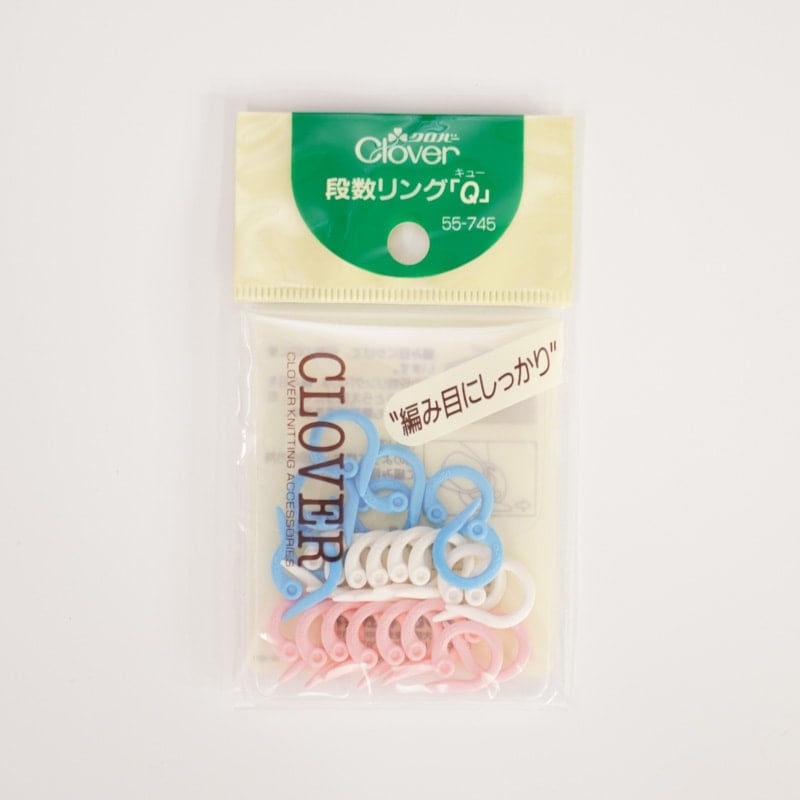 クロバー
Clover
段数リング「Q」
キュー
55-745
"編み目にしっかり"
CLOVER
CLOVER KNITTING ACCESSORIES